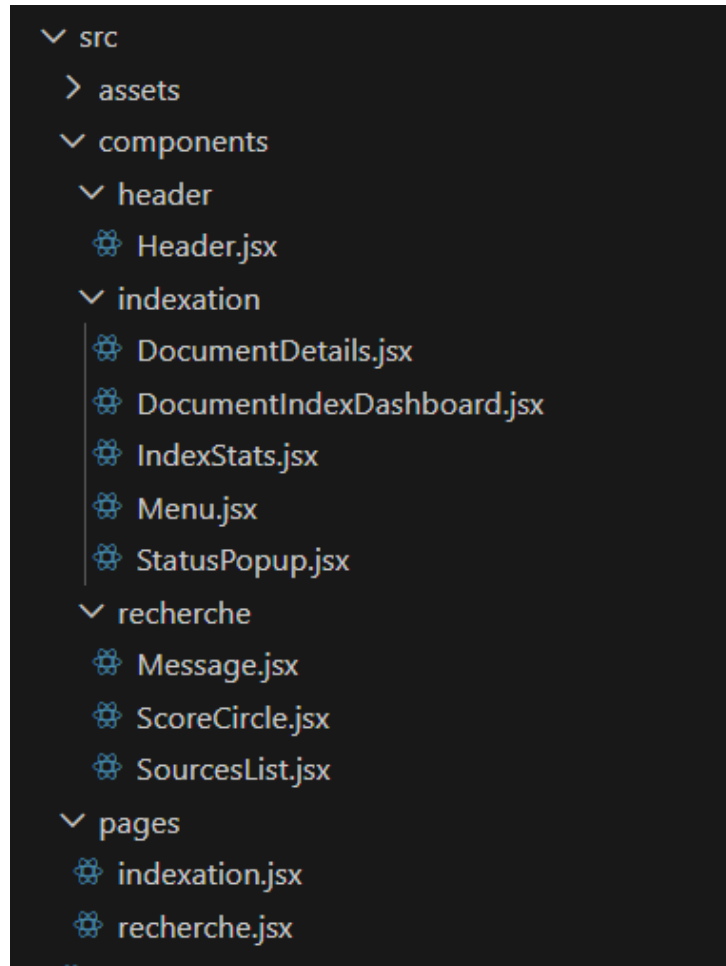 src
assets
components
header
Header.jsx
indexation
DocumentDetails.jsx
DocumentIndexDashboard.jsx
IndexStats.jsx
Menu.jsx
StatusPopup.jsx
recherche
Message.jsx
ScoreCircle.jsx
SourcesList.jsx
pages
indexation.jsx
recherche.jsx